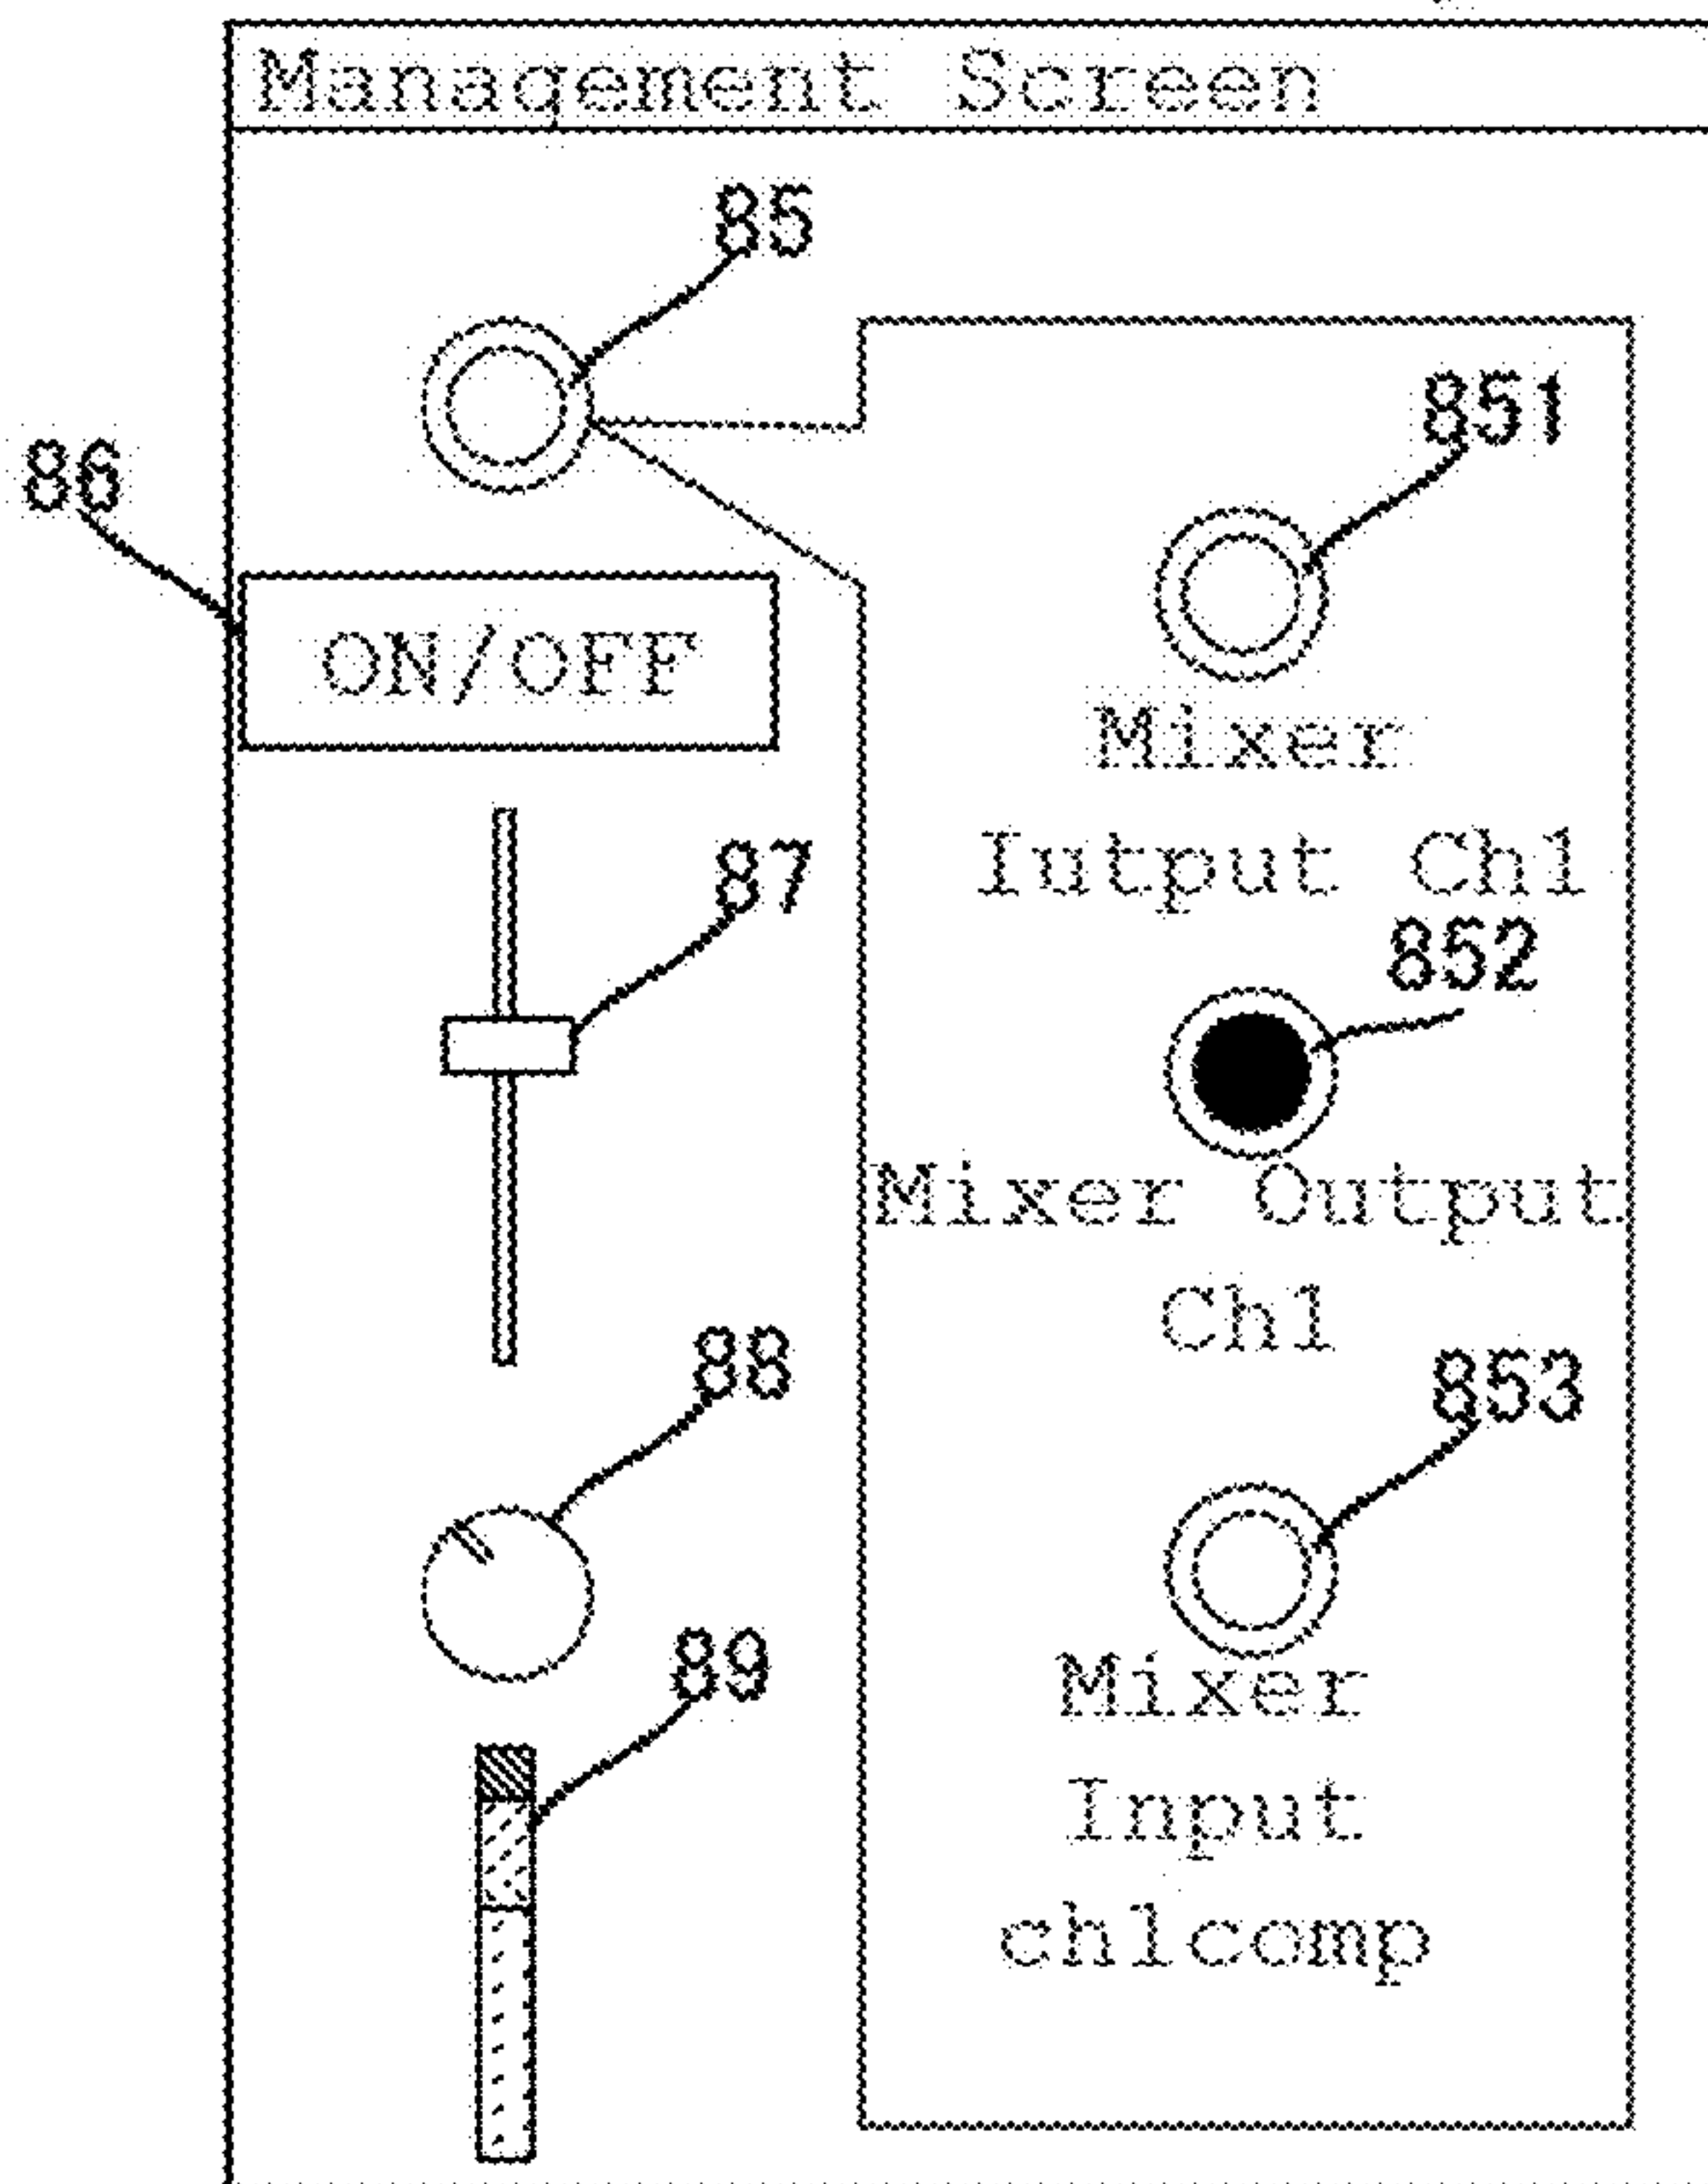 Management Screen
85
851
86
ON/OFF
Mixer
Iutput Ch1
87
852
Mixer Output
Ch1
88
853
89
Mixer
Input
ch1comp